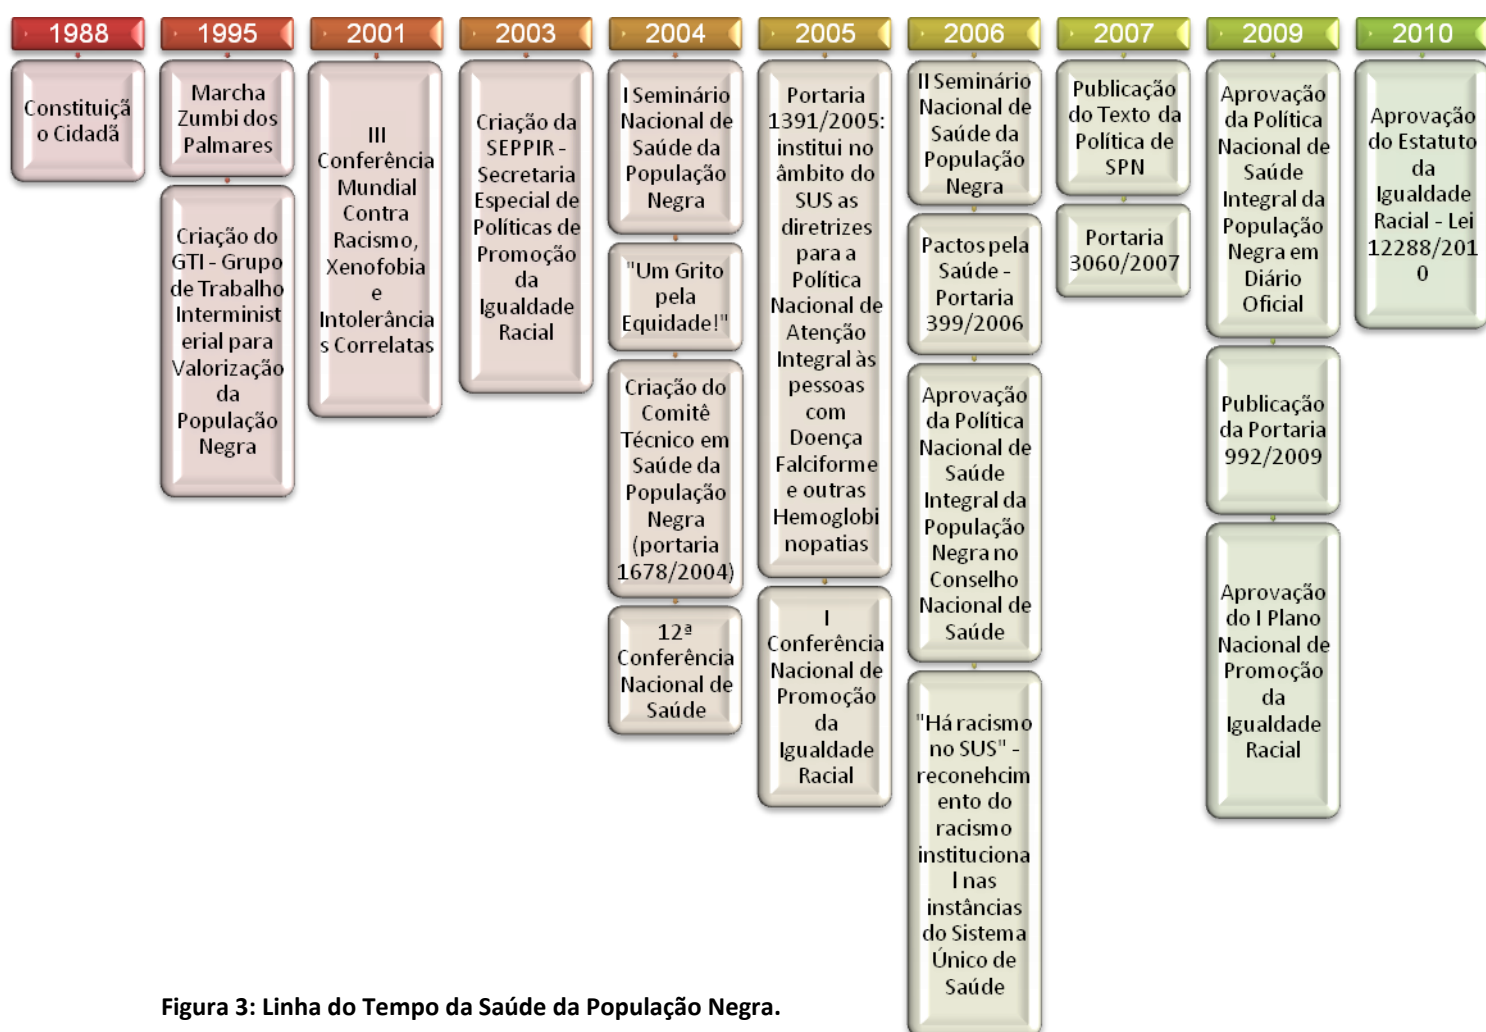 1988
Constituiçã
o Cidadã
1995
Marcha
Zumbi dos
Palmares
Criação do
GTI - Grupo
de Trabalho
Interminist
erial para
Valorização
da
População
Negra
2001
III
Conferência
Mundial
Contra
Racismo,
Xenofobia
e
Intolerância
s Correlatas
2003
Criação da
SEPPIR -
Secretaria
Especial de
Políticas de
Promoção
da
Igualdade
Racial
2004
I Seminário
Nacional de
Saúde da
População
Negra
"Um Grito
pela
Equidade!"
Criação do
Comitê
Técnico em
Saúde da
População
Negra
(portaria
1678/2004)
12ª
Conferência
Nacional de
Saúde
2005
Portaria
1391/2005:
institui no
âmbito do
SUS as
diretrizes
para a
Política
Nacional de
Atenção
Integral às
pessoas
com
Doença
Falciforme
e outras
Hemoglobi
nopatias
I
Conferência
Nacional de
Promoção
da
Igualdade
Racial
2006
II Seminário
Nacional de
Saúde da
População
Negra
Pactos pela
Saúde -
Portaria
399/2006
Aprovação
da Política
Nacional de
Saúde
Integral da
População
Negra no
Conselho
Nacional de
Saúde
"Há racismo
no SUS" -
reconehcim
ento do
racismo
instituciona
l nas
instâncias
do Sistema
Único de
Saúde
2007
Publicação
do Texto da
Política de
SPN
Portaria
3060/2007
2009
Aprovação
da Política
Nacional de
Saúde
Integral da
População
Negra em
Diário
Oficial
Publicação
da Portaria
992/2009
Aprovação
do I Plano
Nacional de
Promoção
da
Igualdade
Racial
2010
Aprovação
do Estatuto
da
Igualdade
Racial - Lei
12288/201
0
Figura 3: Linha do Tempo da Saúde da População Negra.